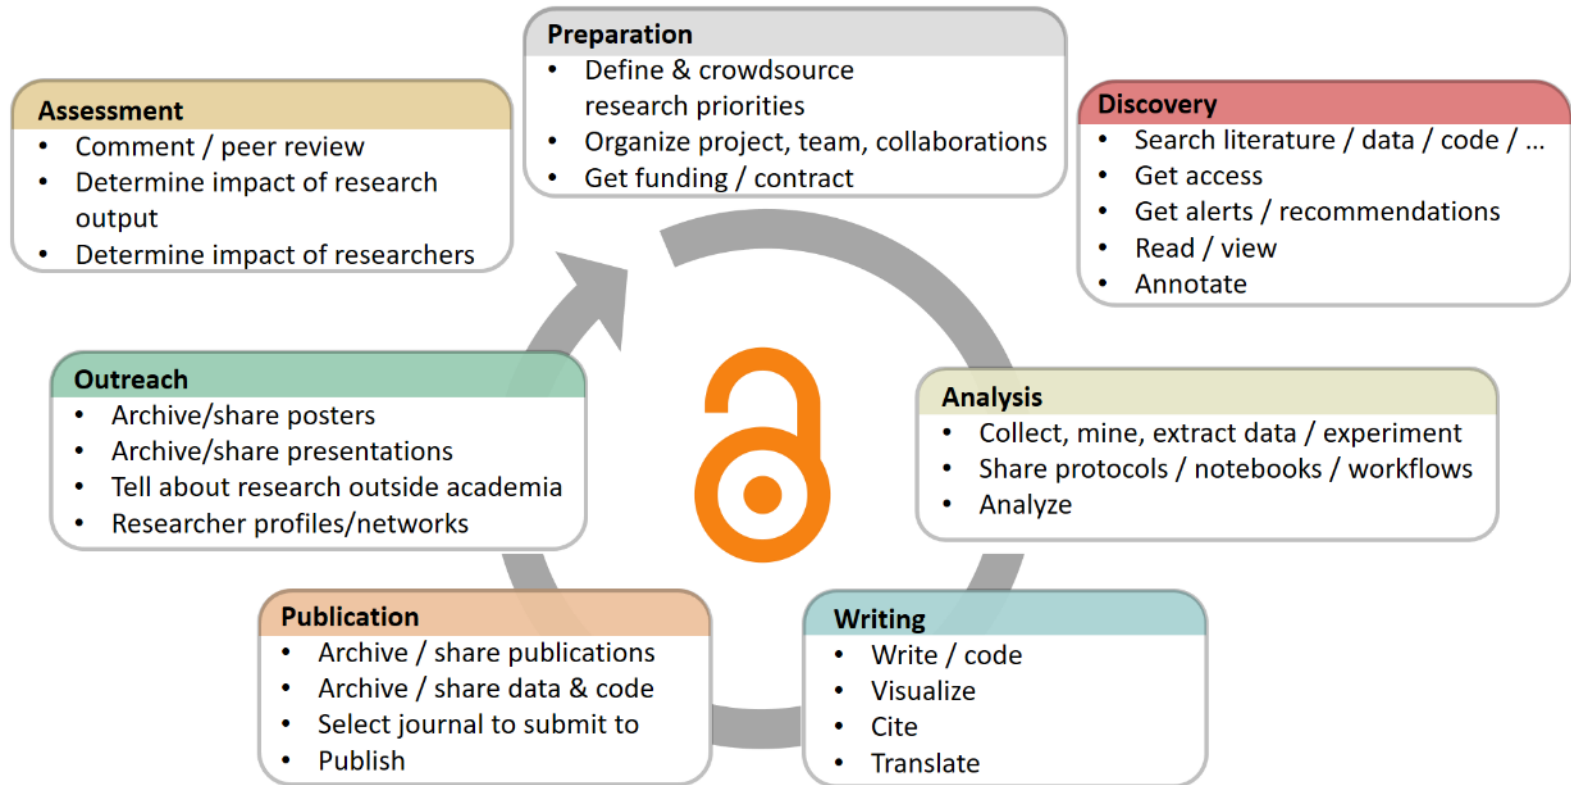 Preparation
• Define & crowdsource
research priorities
• Organize project, team, collaborations
• Get funding / contract
Discovery
• Search literature / data / code / ...
• Get access
• Get alerts / recommendations
• Read / view
• Annotate
Analysis
• Collect, mine, extract data / experiment
• Share protocols / notebooks / workflows
• Analyze
Writing
• Write / code
• Visualize
• Cite
• Translate
Publication
• Archive / share publications
• Archive / share data & code
• Select journal to submit to
• Publish
Outreach
• Archive/share posters
• Archive/share presentations
• Tell about research outside academia
• Researcher profiles/networks
Assessment
• Comment / peer review
• Determine impact of research
output
• Determine impact of researchers